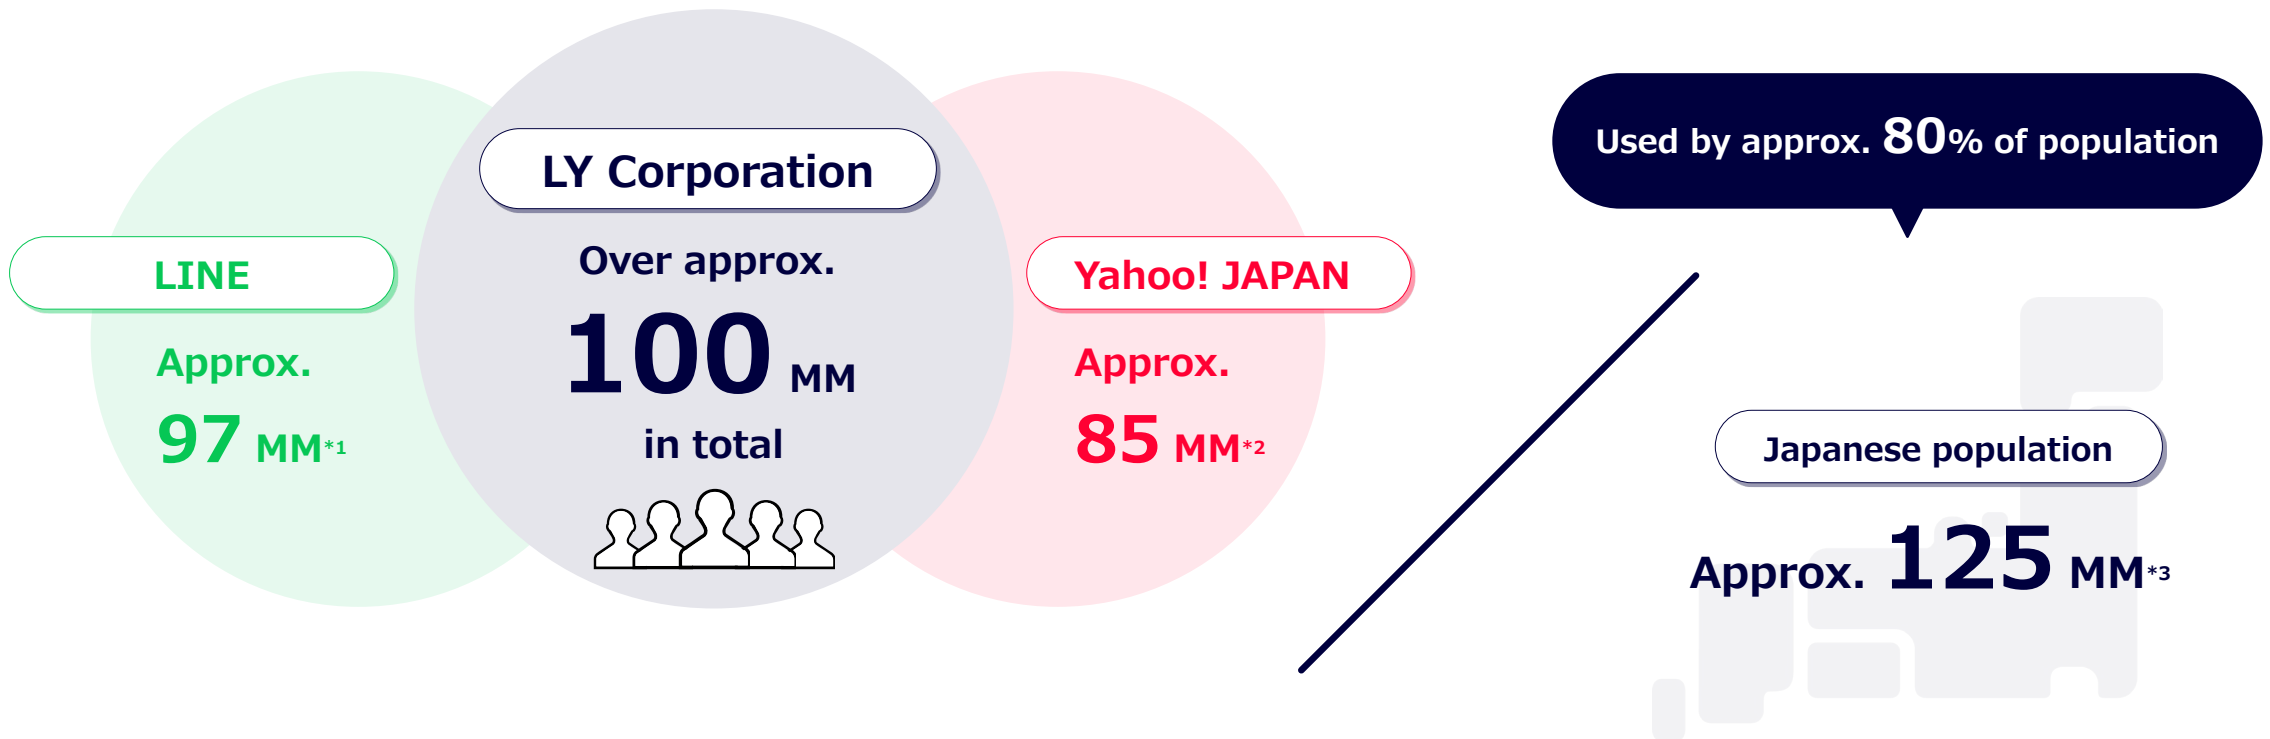 LY Corporation
Over approx.
100 MM
in total
LINE
Approx.
97 MM*1
Yahoo! JAPAN
Approx.
85 MM*2
Used by approx. 80% of population
Japanese population
Approx. 125 MM*3